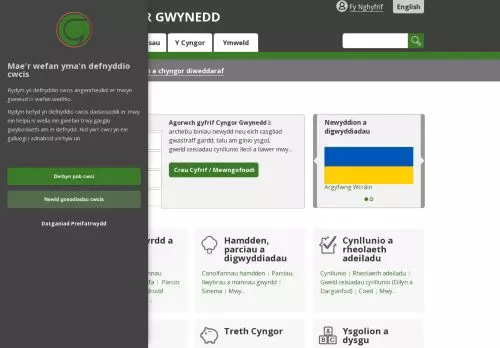 R GWYNEDD
Fy Nghyfrif
English
sau
Y Cyngor
Ymweld
i a chyngor diweddaraf
Mae'r wefan yma'n defnyddio cwcis
Rydym yn defnyddio cwcis angenrheidiol er mwyn gwneud i'r wefan weithio.
Rydym hefyd yn defnyddio cwcis dadansoddi er mwyn ein helpu ni wella ein gwefan trwy gasglu gwybodaeth am ei defnydd. Nid yw'r cwcis yn ein galluogi i adnabod unrhyw un.
Derbyn pob cwci
Newid gosodiadau cwcis
Datganiad Preifatrwydd
Agorwch gyfrif Cyngor Gwynedd i:
archebu biniau newydd neu eich casgliad
gwastraff gardd, talu am ginio ysgol,
gweld ceisiadau cynllunio lleol a llawer mwy...
Creu Cyfrif / Mewngofnodi
Newyddion a
digwyddiadau
Argyfwng Wcráin
yrdd a
annau
fa | Parcio
rodd
Hamdden,
parciau a
digwyddiadau
Canolfannau hamdden | Parciau,
llwybrau a mannau gwyrdd |
Sinema | Mwy...
Cynllunio a
rheolaeth
adeiladu
Cynllunio | Rheolaeth adeiladu |
Gweld ceisiadau cynllunio (Dilyn a
Darganfod) | Coed | Mwy...
Treth Cyngor
Ysgolion a
dysgu